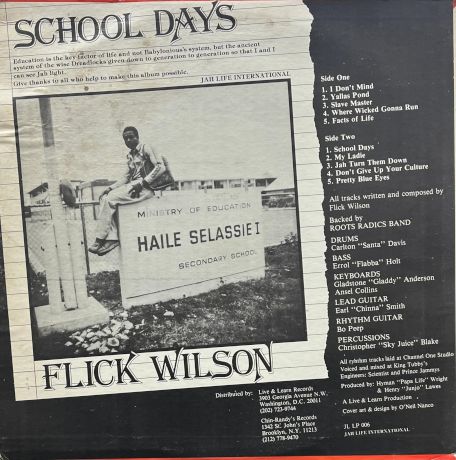 SCHOOL DAYS
Education is the key factor of life and not Babylonious's system, but the ancient
system of the wise Dreadlocks given down to generation to generation so that I and I
can see Jah light.
Give thanks to all who help to make this album possible.
JAH LIFE INTERNATIONAL
MINISTRY OF EDUCATION
HAILE SELASSIE I
SECONDARY SCHOOL
FLICK WILSON
Side One
1. I Don't Mind
2. Yallas Pond
3. Slave Master
4. Where Wicked Gonna Run
5. Facts of Life
Side Two
1. School Days
2. My Ladie
3. Jah Turn Them Down
4. Don't Give Up Your Culture
5. Pretty Blue Eyes
All tracks written and composed by
Flick Wilson
Backed by
ROOTS RADICS BAND
DRUMS
Carlton "Santa" Davis
BASS
Errol "Flabba" Holt
KEYBOARDS
Gladstone "Gladdy" Anderson
Ansel Collins
LEAD GUITAR
Earl "Chinna" Smith
RHYTHM GUITAR
Bo Peep
PERCUSSIONS
Christopher "Sky Juice" Blake
All rhythm tracks laid at Channel One Studio
Voiced and mixed at King Tubby's
Engineers: Scientist and Prince Jammys
Produced by: Hyman "Papa Life" Wright
& Henry "Junjo" Lawes
A Live & Learn Production
Cover art & design by O'Neil Nanco
JL LP 006
JAH LIFE INTERNATIONAL
Distributed by: Live & Learn Records
3903 Georgia Avenue N.W.
Washington, D.C. 20011
(202) 723-9744
Chin-Randy's Records
1342 St. John's Place
Brooklyn, N.Y. 11213
(212) 778-9470